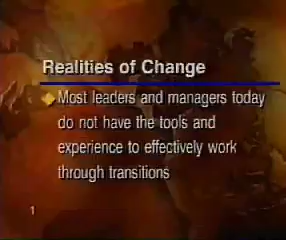 Realities of Change
Most leaders and managers today
do not have the tools and
experience to effectively work
through transitions
1